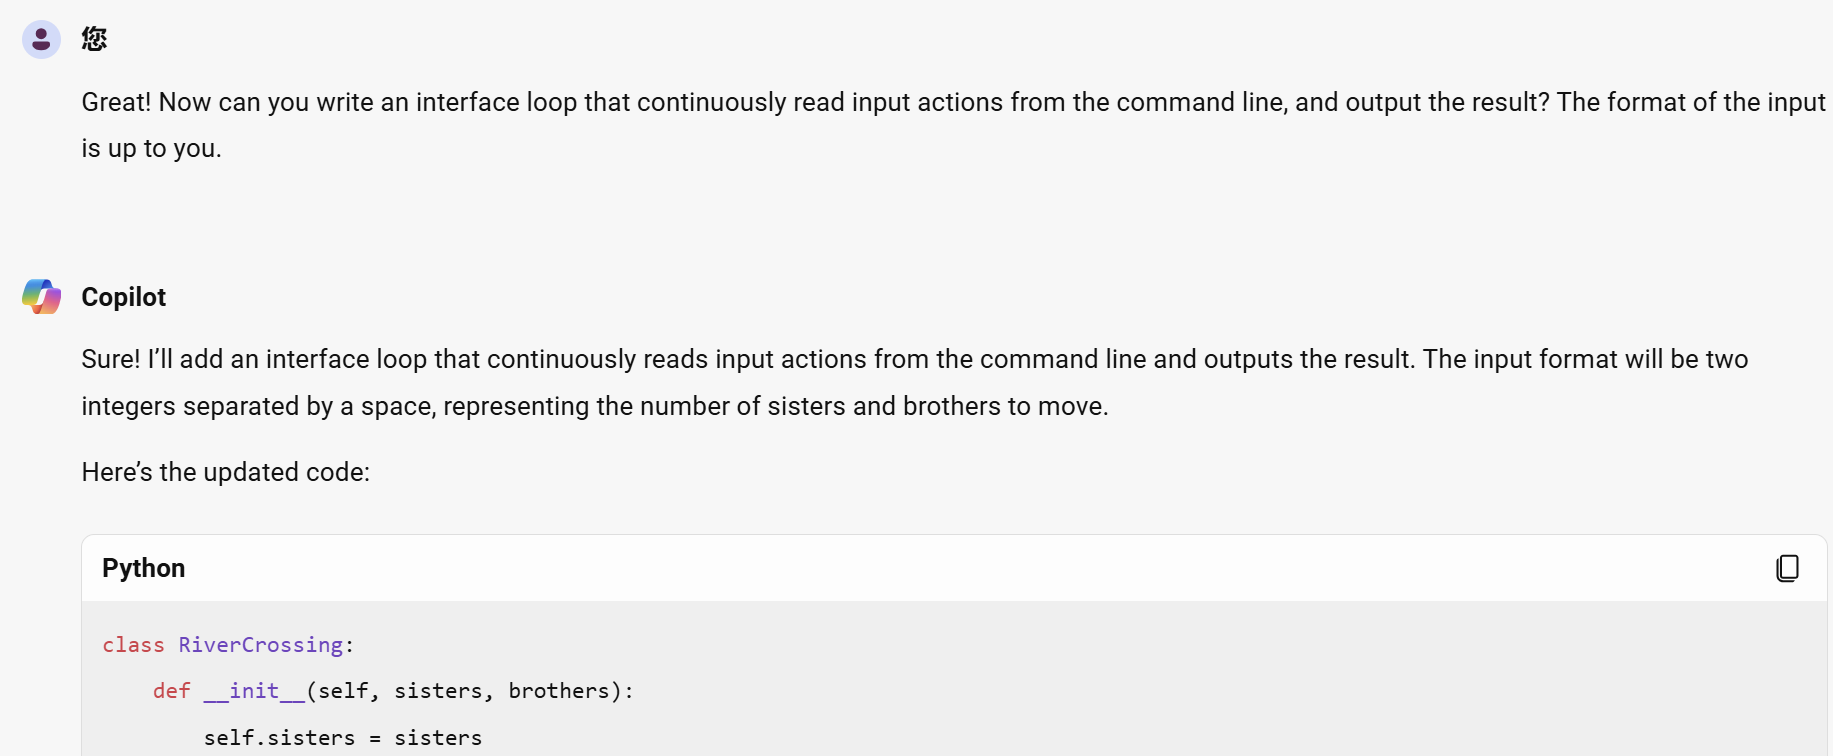 您
Great! Now can you write an interface loop that continuously read input actions from the command line, and output the result? The format of the input
is up to you.
Copilot
Sure! I’ll add an interface loop that continuously reads input actions from the command line and outputs the result. The input format will be two
integers separated by a space, representing the number of sisters and brothers to move.
Here’s the updated code:
Python
class RiverCrossing:
    def __init__(self, sisters, brothers):
        self.sisters = sisters